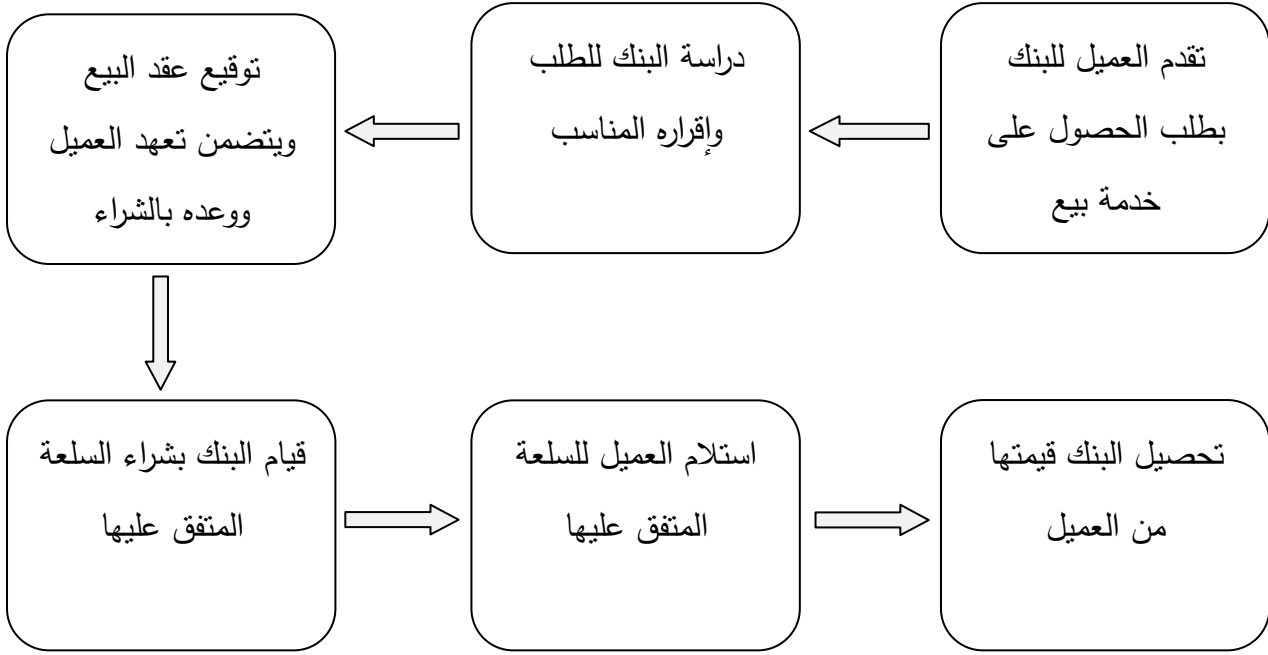 تقدم العميل للبنك
بطلب الحصول على
خدمة بيع
دراسة البنك للطلب
وإقراره المناسب
توقيع عقد البيع
ويتضمن تعهد العميل
ووعده بالشراء
قيام البنك بشراء السلعة
المتفق عليها
استلام العميل للسلعة
المتفق عليها
تحصيل البنك قيمتها
من العميل